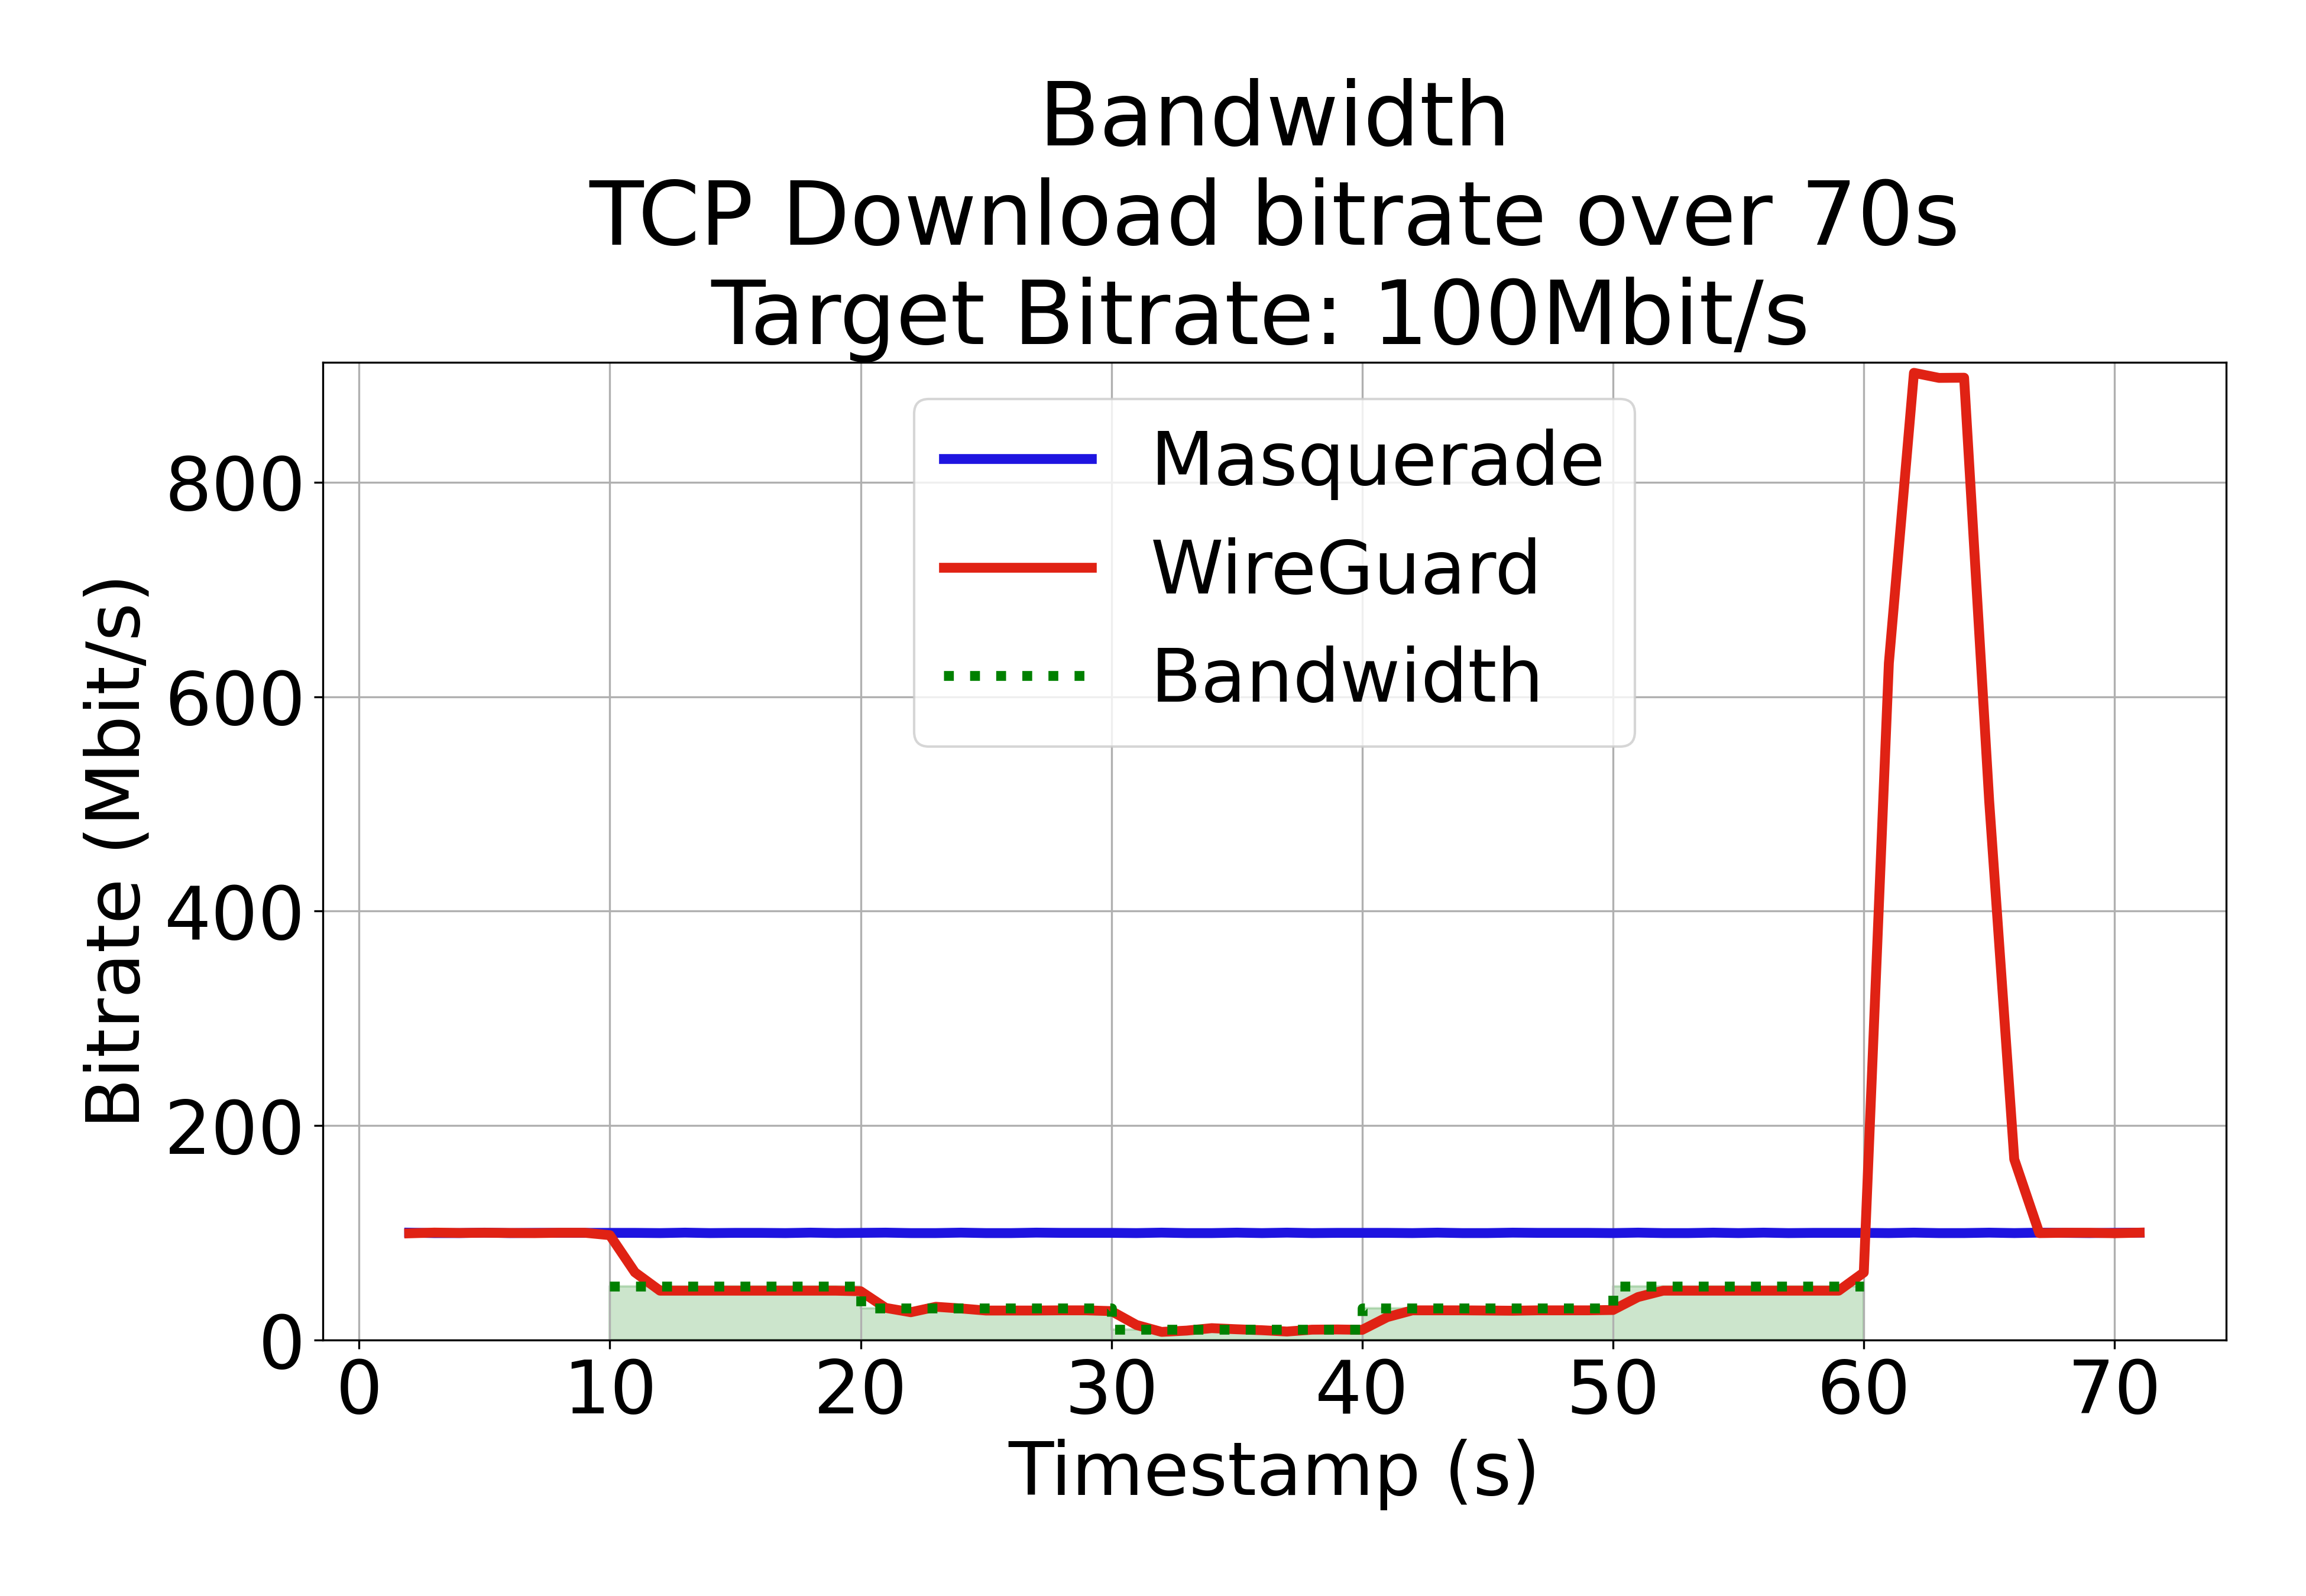 Bandwidth
TCP Download bitrate over 70s
Target Bitrate: 100Mbit/s
Masquerade
WireGuard
Bandwidth
Bitrate (Mbit/s)
800
600
400
200
0
0 10 20 30 40 50 60 70
Timestamp (s)